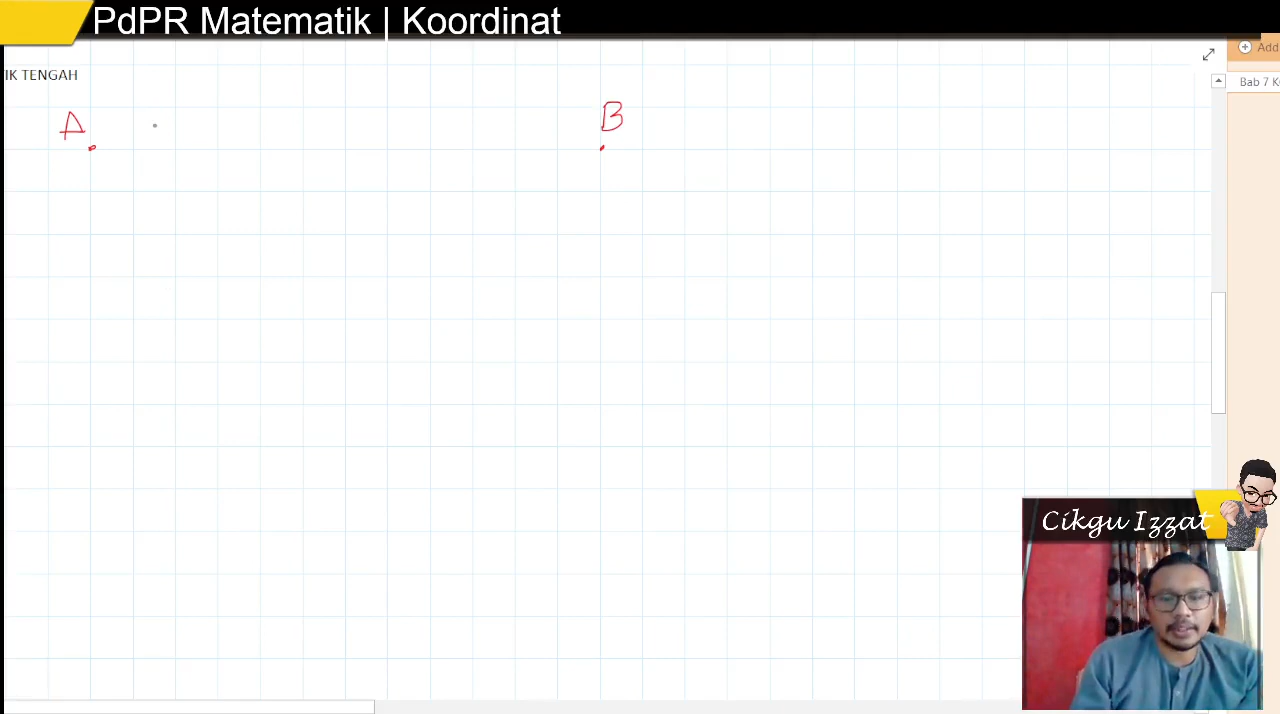 PdPR Matematik | Koordinat
Add
IK TENGAH
Bab 7 K
A
B
Cikgu Izzat